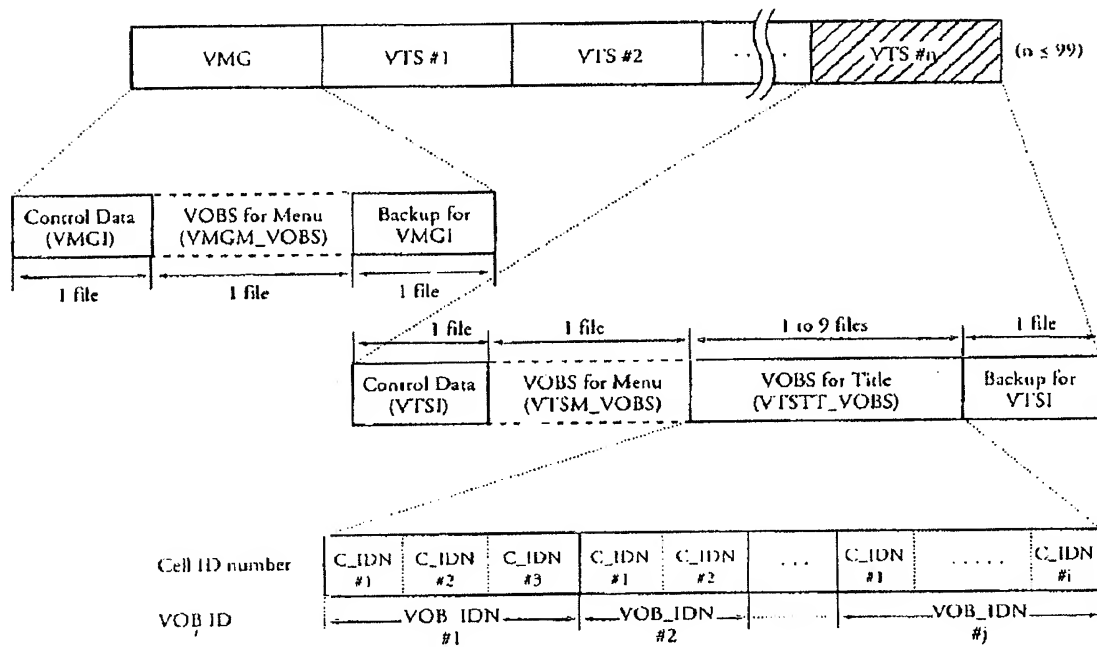 VMG VTS #1 VTS #2 ..... VTS #n (n ≤ 99)
Control Data (VMGI)
VOBS for Menu (VMGM_VOBS)
Backup for VMGI
1 file 1 file 1 file
1 file 1 file 1 to 9 files 1 file
Control Data (VTSI)
VOBS for Menu (VTSM_VOBS)
VOBS for Title (VTSTT_VOBS)
Backup for VTSI
Cell ID number C_IDN #1 C_IDN #2 C_IDN #3 C_IDN #1 C_IDN #2 ... C_IDN #1 ..... C_IDN #i
VOB ID VOB_IDN #1 VOB_IDN #2 VOB_IDN #j